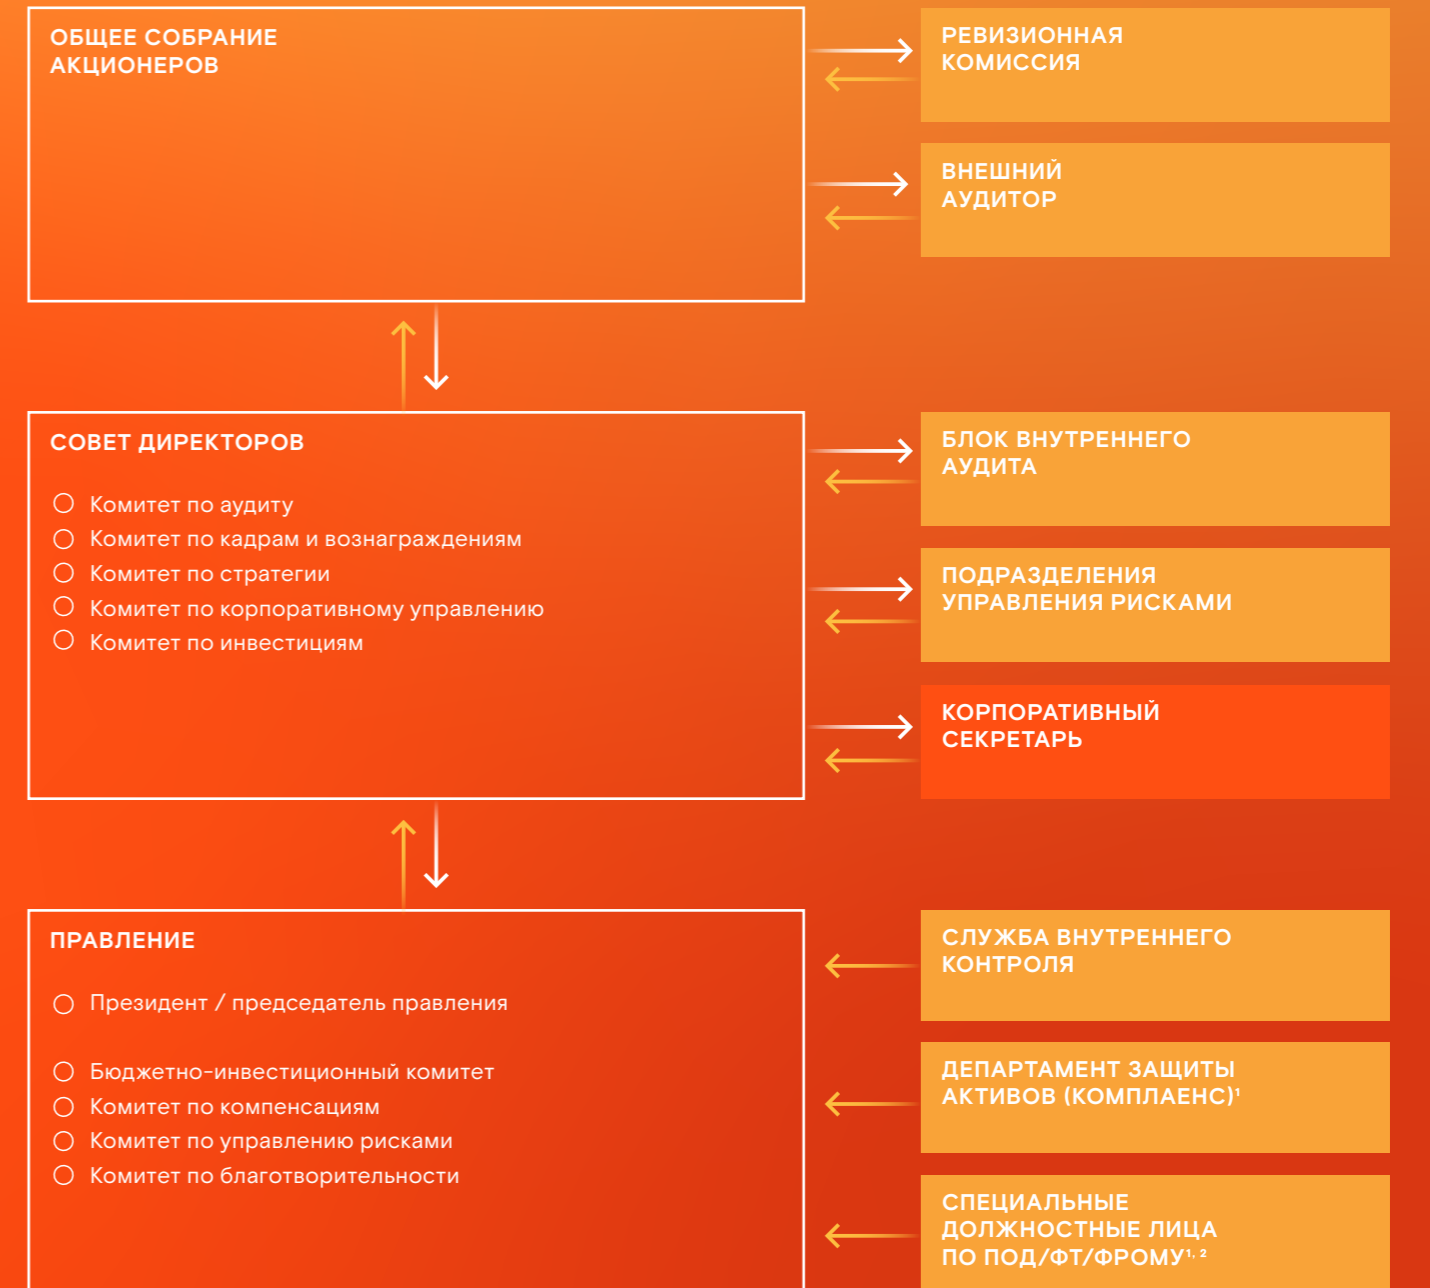 ОБЩЕЕ СОБРАНИЕ
АКЦИОНЕРОВ
РЕВИЗИОННАЯ
КОМИССИЯ
ВНЕШНИЙ
АУДИТОР
СОВЕТ ДИРЕКТОРОВ
Комитет по аудиту
Комитет по кадрам и вознаграждениям
Комитет по стратегии
Комитет по корпоративному управлению
Комитет по инвестициям
БЛОК ВНУТРЕННЕГО
АУДИТА
ПОДРАЗДЕЛЕНИЯ
УПРАВЛЕНИЯ РИСКАМИ
КОРПОРАТИВНЫЙ
СЕКРЕТАРЬ
ПРАВЛЕНИЕ
Президент / председатель правления
Бюджетно-инвестиционный комитет
Комитет по компенсациям
Комитет по управлению рисками
Комитет по благотворительности
СЛУЖБА ВНУТРЕННЕГО
КОНТРОЛЯ
ДЕПАРТАМЕНТ ЗАЩИТЫ
АКТИВОВ (КОМПЛАЕНС)¹
СПЕЦИАЛЬНЫЕ
ДОЛЖНОСТНЫЕ ЛИЦА
ПО ПОД/ФТ/ФРОМУ¹, ²